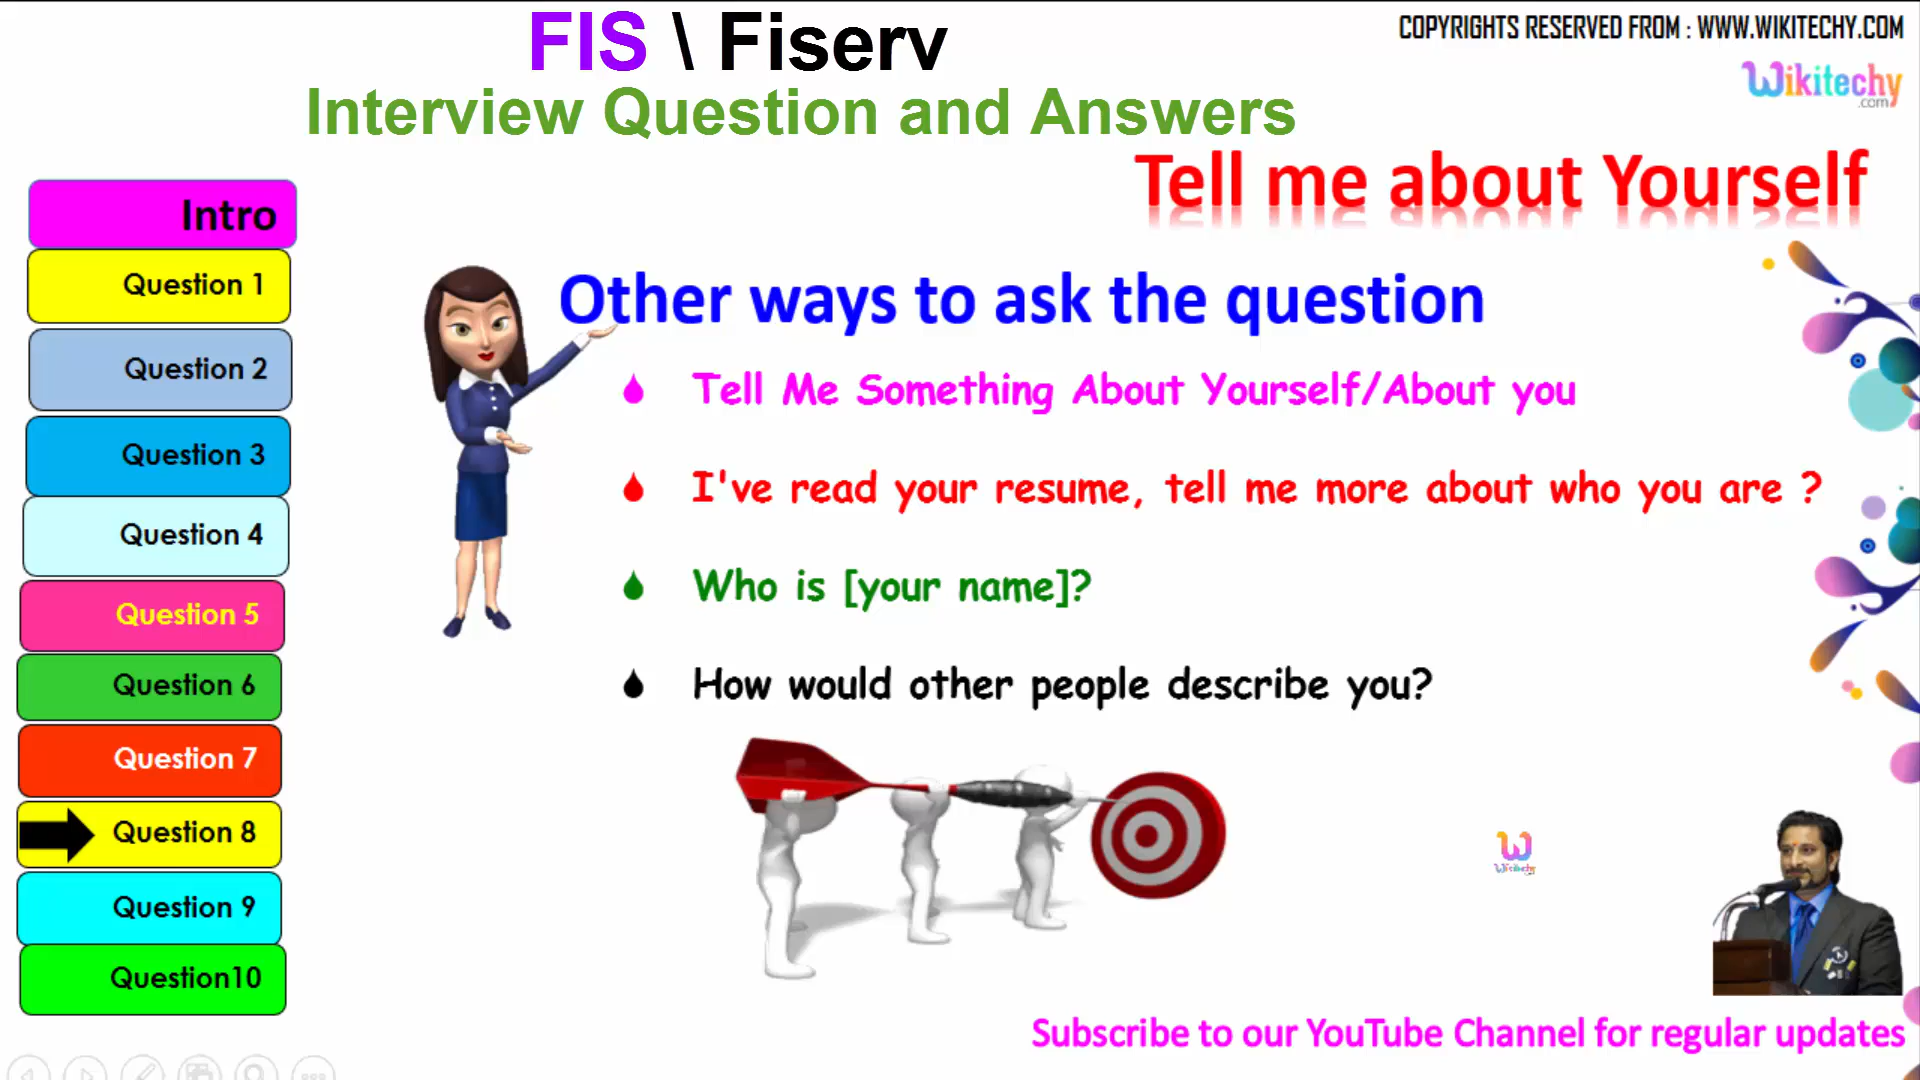 FIS \ Fiserv
COPYRIGHTS RESERVED FROM : WWW.WIKITECHY.COM
Wikitechy
.com
Interview Question and Answers
Tell me about Yourself
Intro
Question 1
Question 2
Question 3
Question 4
Question 5
Question 6
Question 7
Question 8
Question 9
Question10
Other ways to ask the question
Tell Me Something About Yourself/About you
I've read your resume, tell me more about who you are ?
Who is [your name]?
How would other people describe you?
W
Wikitechy
Subscribe to our YouTube Channel for regular updates